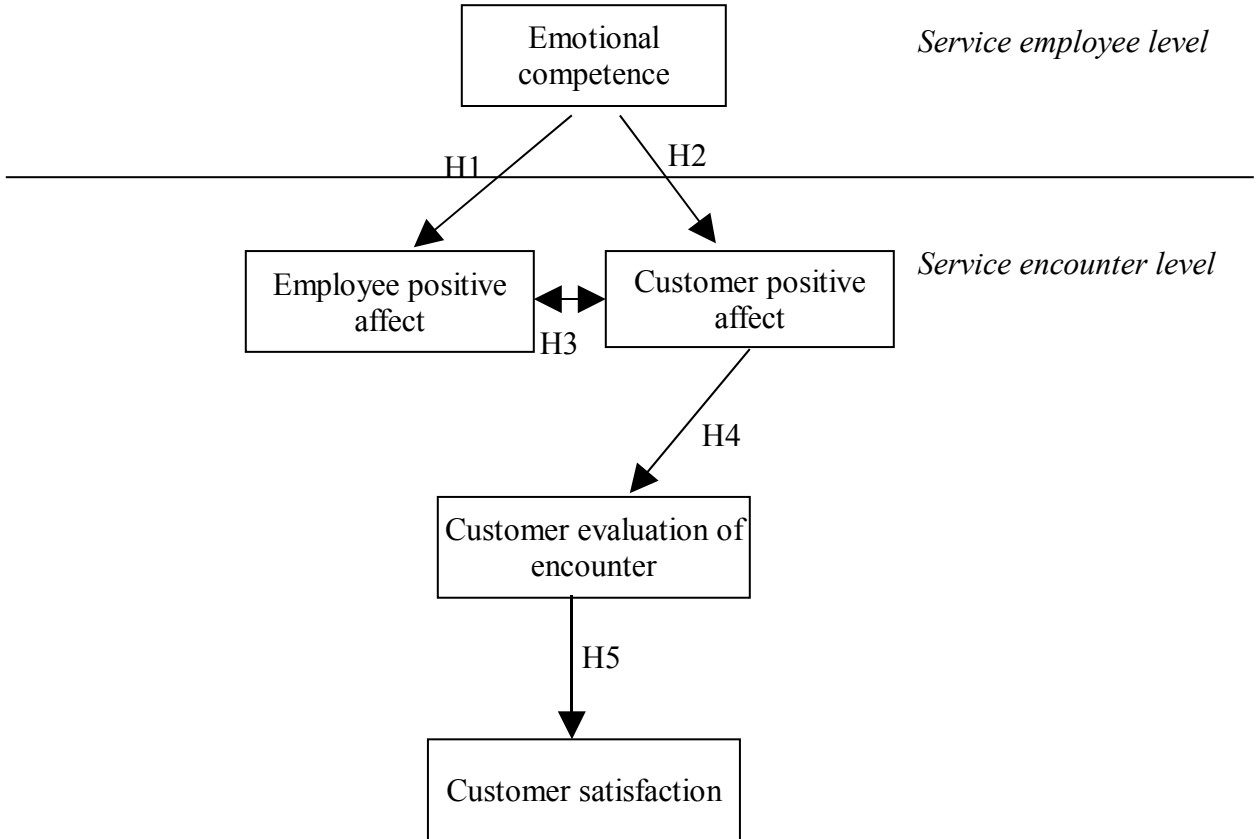 Emotional
competence
Service employee level
H1
H2
Employee positive
affect
H3
Customer positive
affect
Service encounter level
H4
Customer evaluation of
encounter
H5
Customer satisfaction